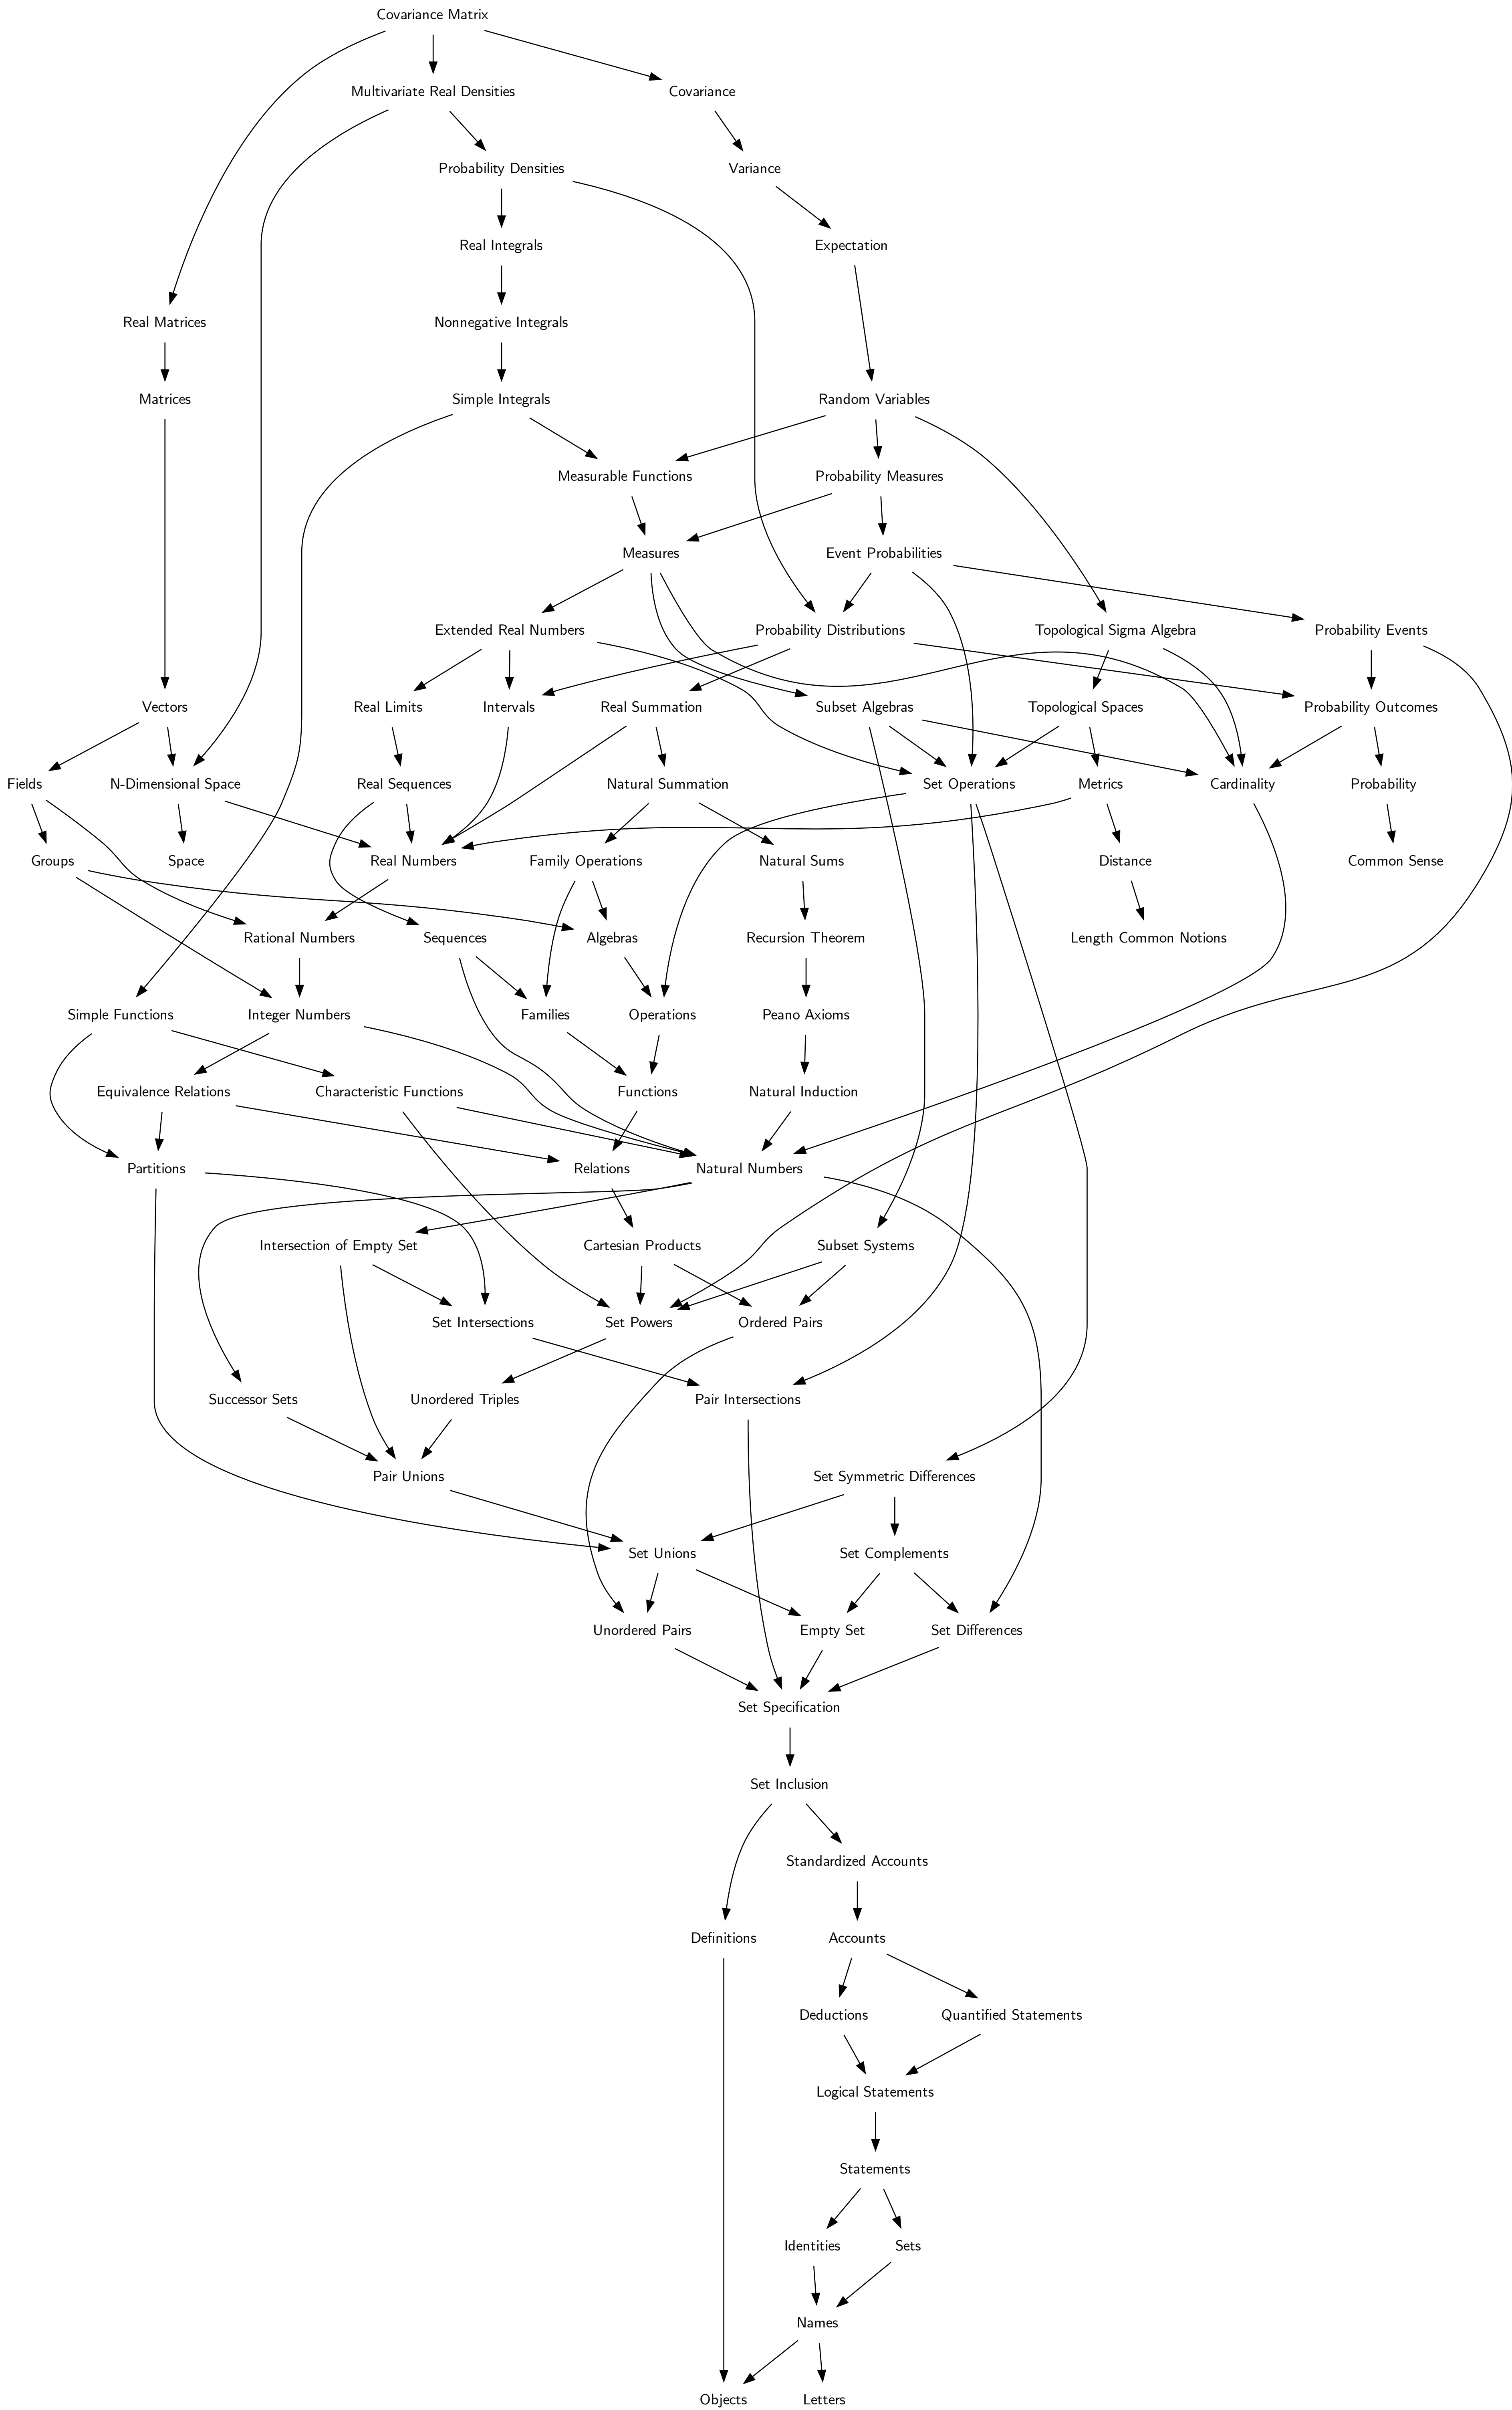 Covariance Matrix
Multivariate Real Densities
Covariance
Probability Densities
Variance
Real Integrals
Expectation
Real Matrices
Nonnegative Integrals
Matrices
Simple Integrals
Random Variables
Measurable Functions
Probability Measures
Measures
Event Probabilities
Extended Real Numbers
Probability Distributions
Topological Sigma Algebra
Probability Events
Vectors
Real Limits
Intervals
Real Summation
Subset Algebras
Topological Spaces
Probability Outcomes
Fields
N-Dimensional Space
Real Sequences
Natural Summation
Set Operations
Metrics
Cardinality
Probability
Groups
Space
Real Numbers
Family Operations
Natural Sums
Distance
Common Sense
Rational Numbers
Sequences
Algebras
Recursion Theorem
Length Common Notions
Simple Functions
Integer Numbers
Families
Operations
Peano Axioms
Equivalence Relations
Characteristic Functions
Functions
Natural Induction
Partitions
Relations
Natural Numbers
Intersection of Empty Set
Cartesian Products
Subset Systems
Set Intersections
Set Powers
Ordered Pairs
Successor Sets
Unordered Triples
Pair Intersections
Pair Unions
Set Symmetric Differences
Set Unions
Set Complements
Unordered Pairs
Empty Set
Set Differences
Set Specification
Set Inclusion
Standardized Accounts
Definitions
Accounts
Deductions
Quantified Statements
Logical Statements
Statements
Identities
Sets
Names
Objects
Letters